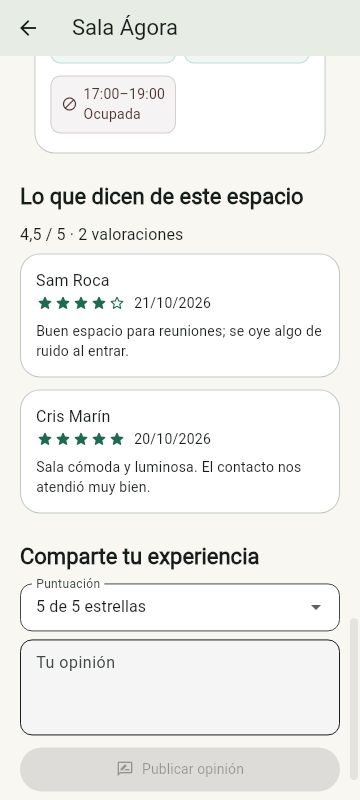 Sala Ágora
17:00–19:00
Ocupada
Lo que dicen de este espacio
4,5 / 5 · 2 valoraciones
Sam Roca
21/10/2026
Buen espacio para reuniones; se oye algo de
ruido al entrar.
Cris Marín
20/10/2026
Sala cómoda y luminosa. El contacto nos
atendió muy bien.
Comparte tu experiencia
Puntuación
5 de 5 estrellas
Tu opinión
Publicar opinión